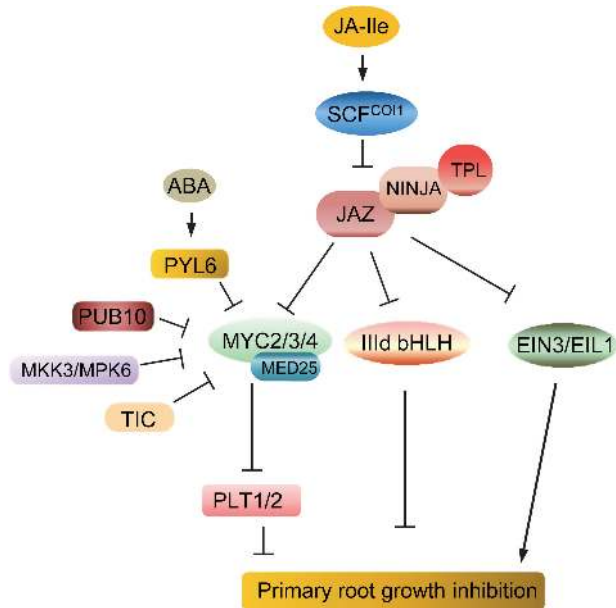 JA-Ile
SCFCOI1
TPL
NINJA
JAZ
ABA
PYL6
PUB10
MYC2/3/4
IIId bHLH
EIN3/EIL1
MKK3/MPK6
MED25
TIC
PLT1/2
Primary root growth inhibition